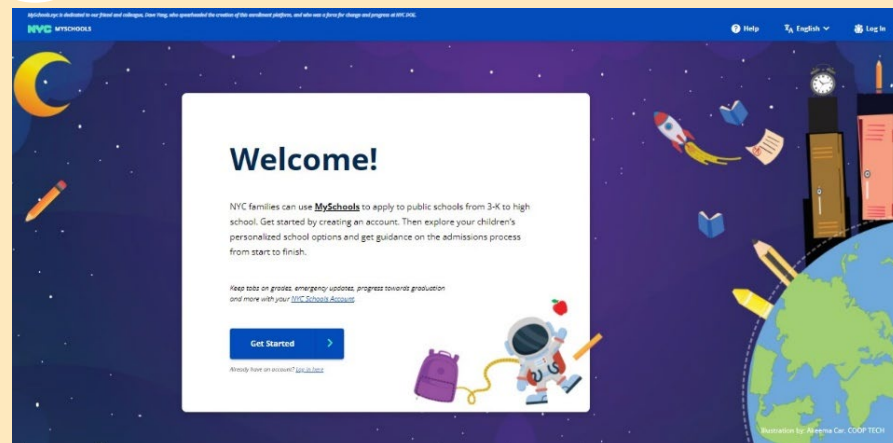 MySchools.nyc is dedicated to our friend and colleague, Dave Yang, who spearheaded the creation of this enrollment platform, and who was a force for change and progress at NYC DOE.
NYC MYSCHOOLS
Help
English
Log In
Welcome!
NYC families can use MySchools to apply to public schools from 3-K to high
school. Get started by creating an account. Then explore your children's
personalized school options and get guidance on the admissions process
from start to finish.
Keep tabs on grades, emergency updates, progress towards graduation
and more with your NYC Schools Account.
Get Started
Already have an account? Log in here
Illustration by: Akeema Car, COOP TECH